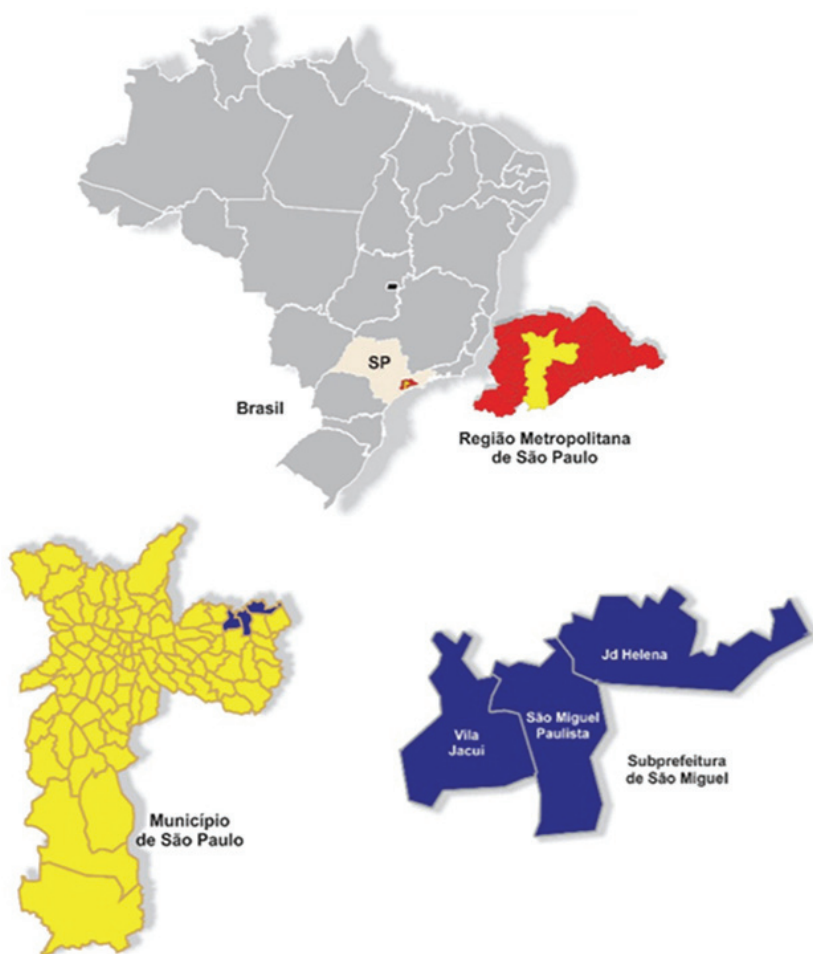 SP
Brasil
Região Metropolitana
de São Paulo
Município
de São Paulo
Jd Helena
São Miguel
Paulista
Vila
Jacui
Subprefeitura
de São Miguel